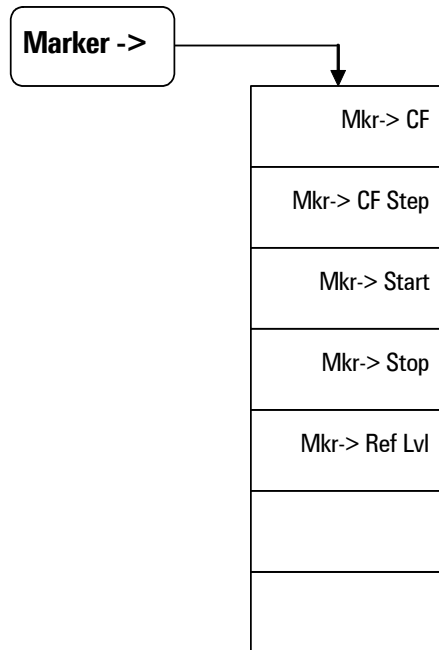 Marker ->
Mkr-> CF
Mkr-> CF Step
Mkr-> Start
Mkr-> Stop
Mkr-> Ref Lvl